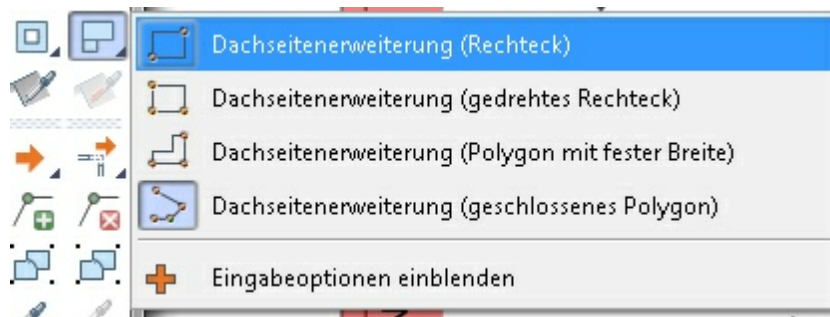 Dachseitenerweiterung (Rechteck)
Dachseitenerweiterung (gedrehtes Rechteck)
Dachseitenerweiterung (Polygon mit fester Breite)
Dachseitenerweiterung (geschlossenes Polygon)
Eingabeoptionen einblenden